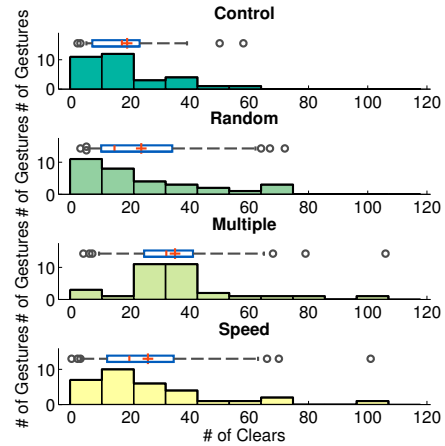 Control
# of Gestures
10
0
0 20 40 60 80 100 120
Random
# of Gestures
10
0
0 20 40 60 80 100 120
Multiple
# of Gestures
10
0
0 20 40 60 80 100 120
Speed
# of Gestures
10
0
0 20 40 60 80 100 120
# of Clears